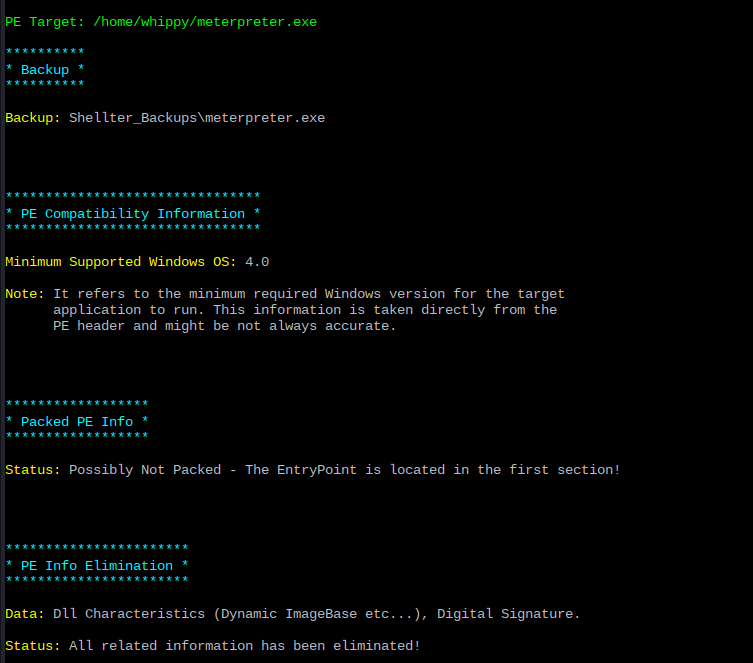 PE Target: /home/whippy/meterpreter.exe
**********
* Backup *
**********
Backup: Shellter_Backups\meterpreter.exe
********************************
* PE Compatibility Information *
********************************
Minimum Supported Windows OS: 4.0
Note: It refers to the minimum required Windows version for the target
application to run. This information is taken directly from the
PE header and might be not always accurate.
******************
* Packed PE Info *
******************
Status: Possibly Not Packed - The EntryPoint is located in the first section!
***********************
* PE Info Elimination *
***********************
Data: Dll Characteristics (Dynamic ImageBase etc...), Digital Signature.
Status: All related information has been eliminated!